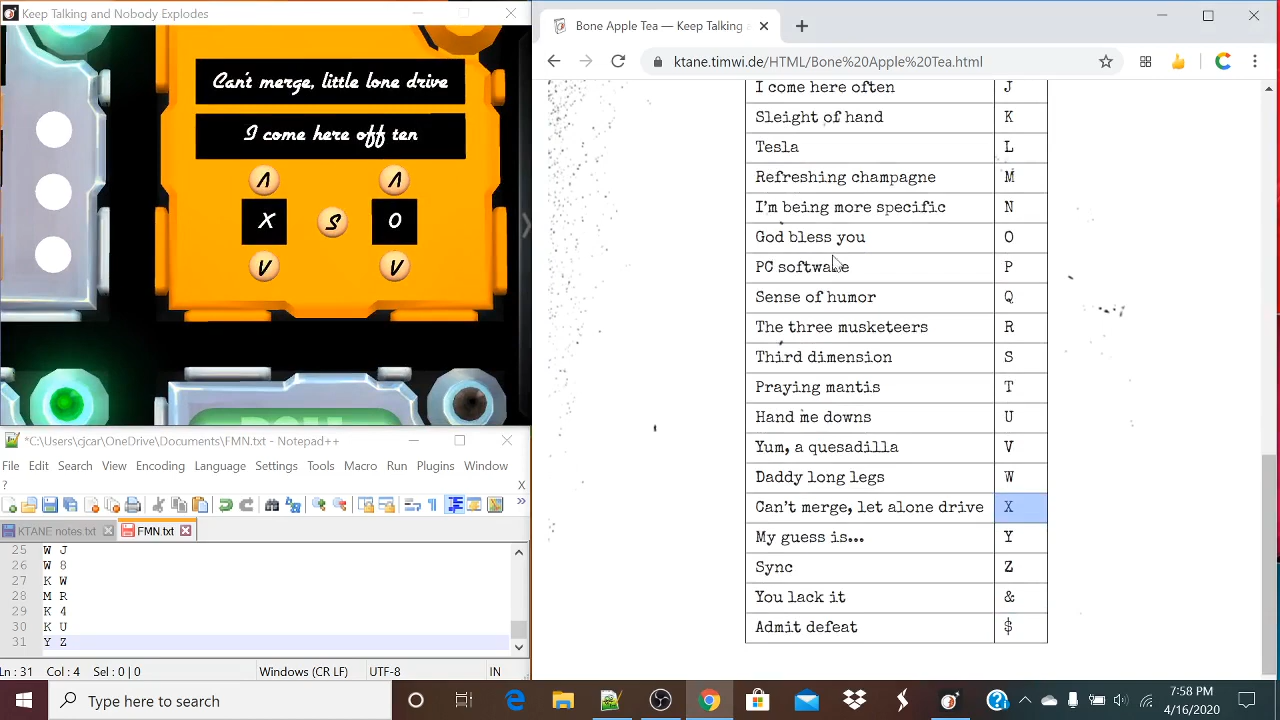 Keep Talking and Nobody Explodes
Can't merge, little lone drive
I come here off ten
X S O
Bone Apple Tea — Keep Talking a
ktane.timwi.de/HTML/Bone%20Apple%20Tea.html
I come here often J
Sleight of hand K
Tesla L
Refreshing champagne M
I'm being more specific N
God bless you O
PC software P
Sense of humor Q
The three musketeers R
Third dimension S
Praying mantis T
Hand me downs U
Yum, a quesadilla V
Daddy long legs W
Can't merge, let alone drive X
My guess is... Y
Sync Z
You lack it &
Admit defeat $
*C:\Users\cjcar\OneDrive\Documents\FMN.txt - Notepad++
File Edit Search View Encoding Language Settings Tools Macro Run Plugins Window
? X
KTANE notes.txt FMN.txt
25 W J
26 W 8
27 K W
28 M R
29 K 4
30 K U
31 Y Z
Ln : 31 Col : 4 Sel : 0 | 0 Windows (CR LF) UTF-8 IN
Type here to search
7:58 PM
4/16/2020